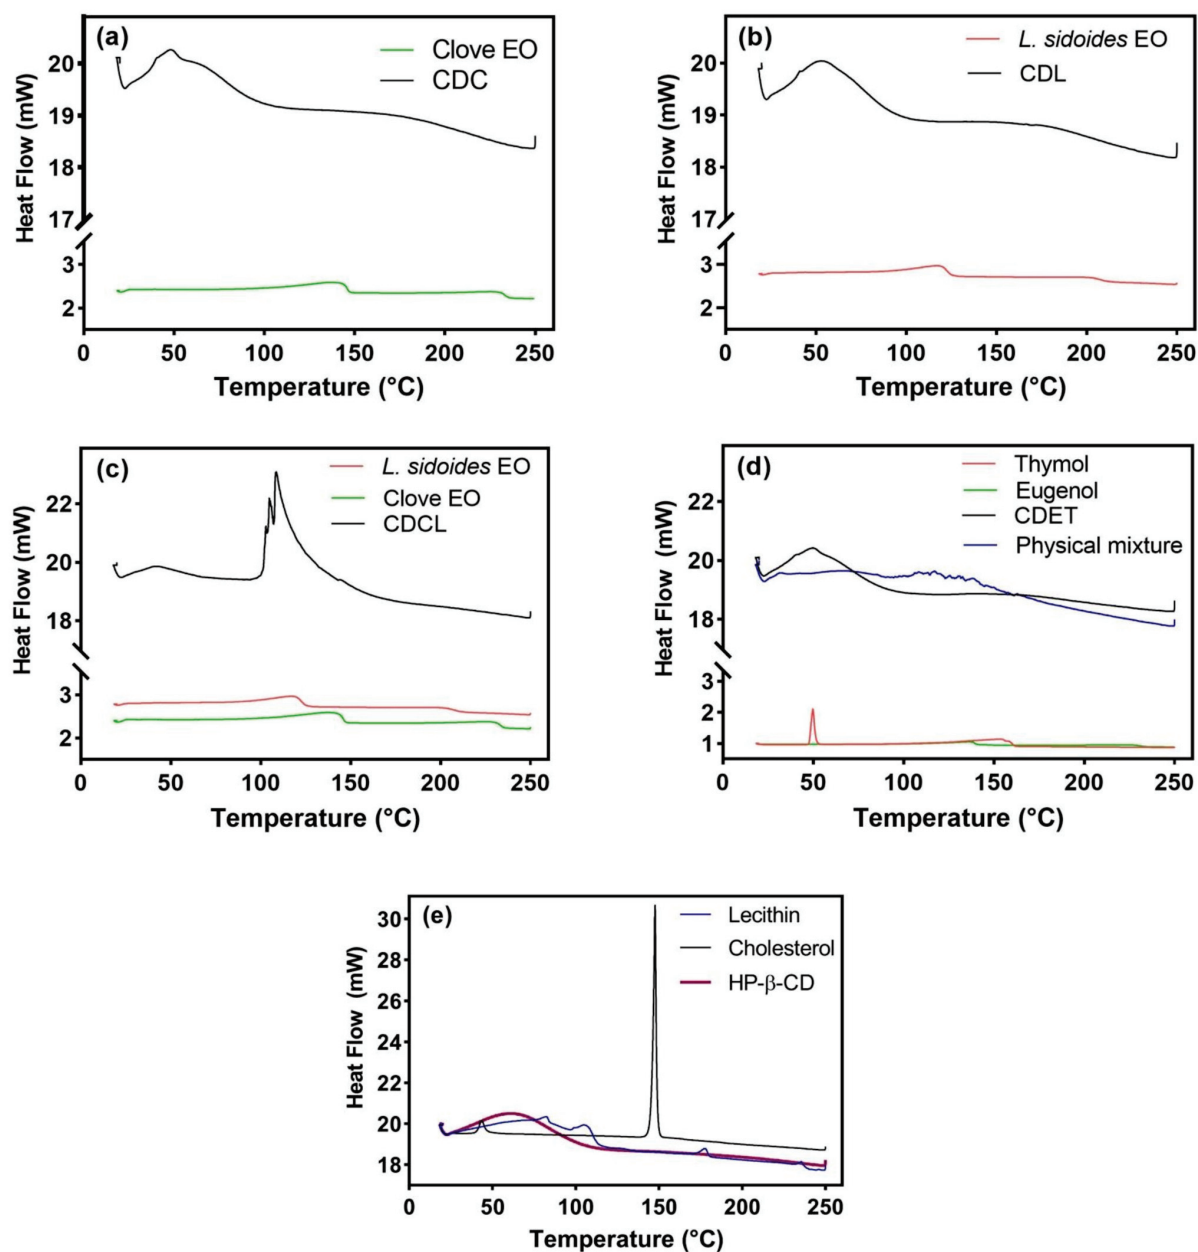 (a)
Clove EO
CDC
Heat Flow (mW)
20
19
18
17
3
2
0 50 100 150 200 250
Temperature (°C)
(b)
L. sidoides EO
CDL
Heat Flow (mW)
20
19
18
17
3
2
0 50 100 150 200 250
Temperature (°C)
(c)
L. sidoides EO
Clove EO
CDCL
Heat Flow (mW)
22
20
18
3
2
0 50 100 150 200 250
Temperature (°C)
(d)
Thymol
Eugenol
CDET
Physical mixture
Heat Flow (mW)
22
20
18
3
2
1
0 50 100 150 200 250
Temperature (°C)
(e)
Lecithin
Cholesterol
HP-β-CD
Heat Flow (mW)
30
28
26
24
22
20
18
0 50 100 150 200 250
Temperature (°C)